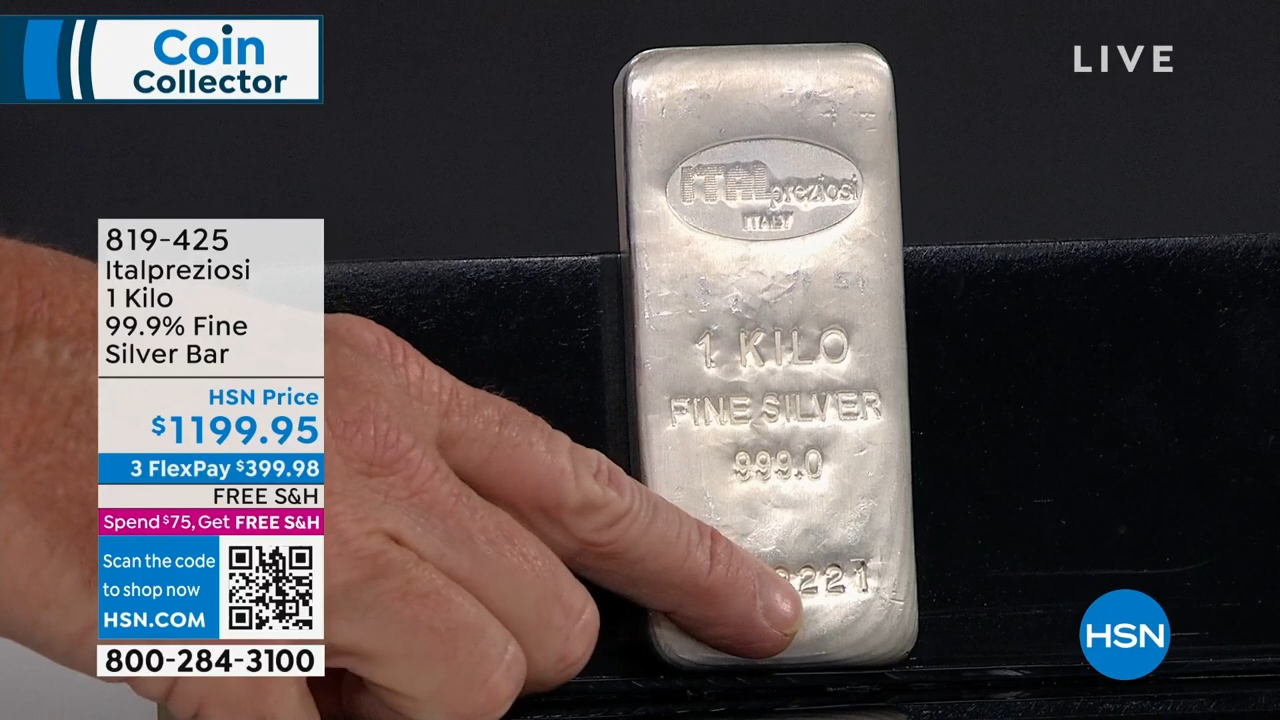 Coin
Collector
LIVE
819-425
Italpreziosi
1 Kilo
99.9% Fine
Silver Bar
HSN Price
$1199.95
3 FlexPay $399.98
FREE S&H
Spend $75, Get FREE S&H
Scan the code
to shop now
HSN.COM
800-284-3100
ITALpreziosi
ITALY
1 KILO
FINE SILVER
999.0
221
HSN